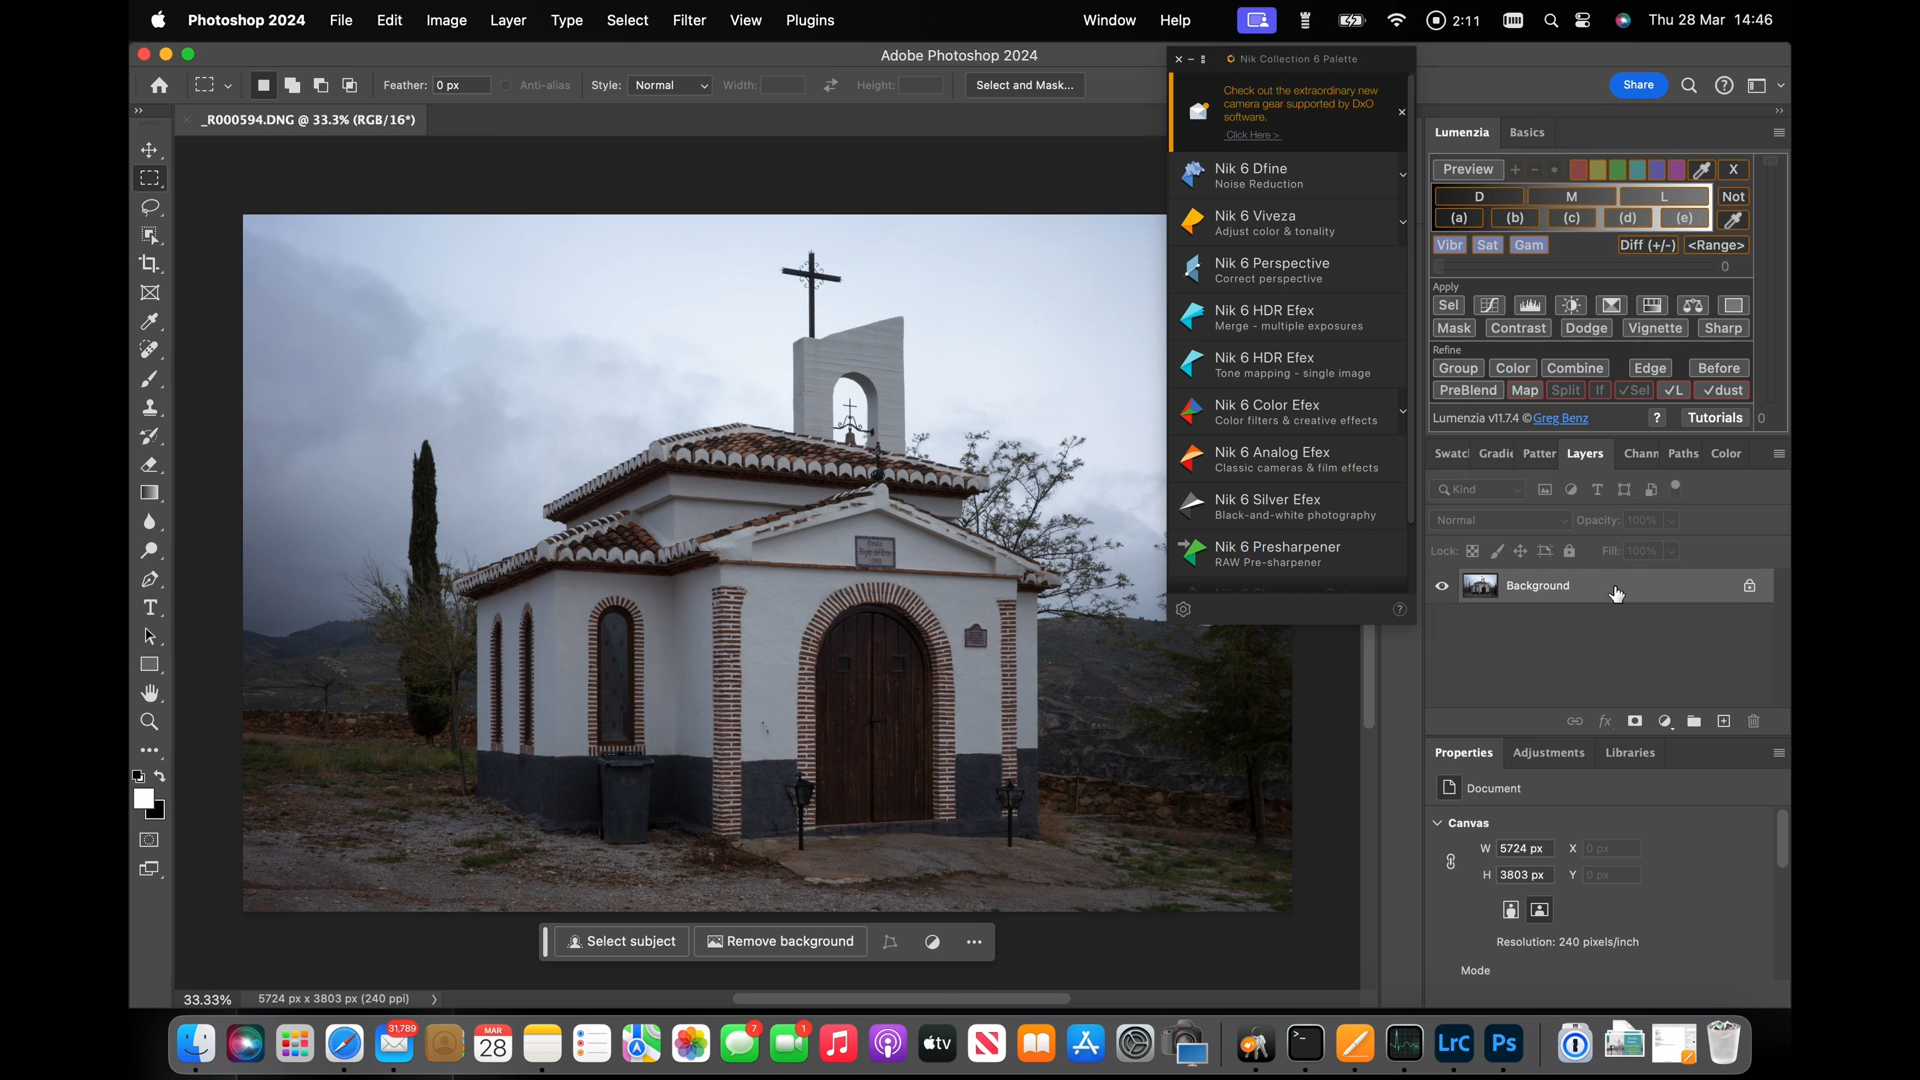 Photoshop 2024 File Edit Image Layer Type Select Filter View Plugins Window Help 2:11 Thu 28 Mar 14:46
Adobe Photoshop 2024
Feather: 0 px Anti-alias Style: Normal Width: Height: Select and Mask... Share
_R000594.DNG @ 33.3% (RGB/16*)
Nik Collection 6 Palette
Check out the extraordinary new
camera gear supported by DxO
software.
Click Here >
Nik 6 Dfine
Noise Reduction
Nik 6 Viveza
Adjust color & tonality
Nik 6 Perspective
Correct perspective
Nik 6 HDR Efex
Merge - multiple exposures
Nik 6 HDR Efex
Tone mapping - single image
Nik 6 Color Efex
Color filters & creative effects
Nik 6 Analog Efex
Classic cameras & film effects
Nik 6 Silver Efex
Black-and-white photography
Nik 6 Presharpener
RAW Pre-sharpener
Lumenzia Basics
Preview + - * X
D M L Not
(a) (b) (c) (d) (e)
Vibr Sat Gam Diff (+/-) <Range>
0
Apply
Sel
Mask Contrast Dodge Vignette Sharp
Refine
Group Color Combine Edge Before
PreBlend Map Split If ✓Sel ✓L ✓dust
Lumenzia v11.7.4 © Greg Benz ? Tutorials 0
Swatc Gradie Patter Layers Chann Paths Color
Kind
Normal Opacity: 100%
Lock: Fill: 100%
Background
fx
Properties Adjustments Libraries
Document
Canvas
W 5724 px X 0 px
H 3803 px Y 0 px
Resolution: 240 pixels/inch
Mode
Select subject Remove background
33.33% 5724 px x 3803 px (240 ppi)
31,789 MAR 28 7 1 tv LrC Ps